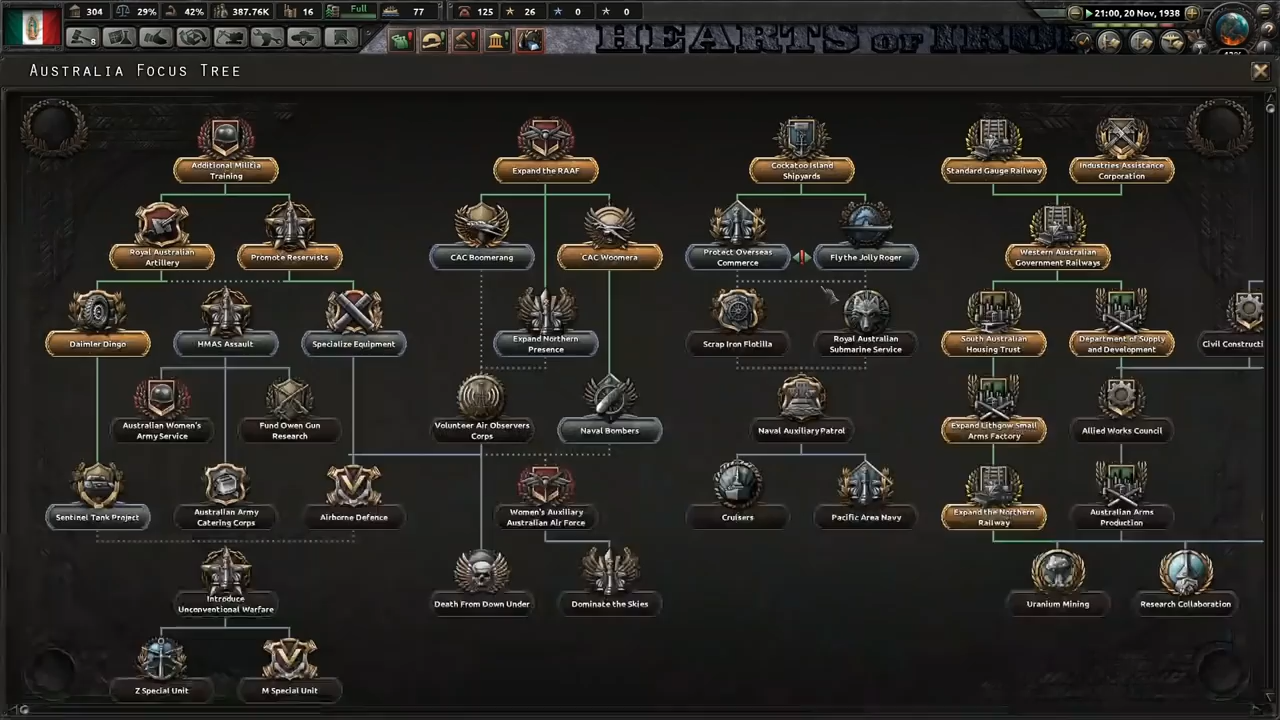 304
29%
42%
387.76K
16
Full
77
125
26
0
0
21:00, 20 Nov, 1938
8
HEARTS OF IRON
AUSTRALIA FOCUS TREE
Additional Militia
Training
Expand the RAAF
Cockatoo Island
Shipyards
Standard Gauge Railway
Industries Assistance
Corporation
Royal Australian
Artillery
Promote Reservists
CAC Boomerang
CAC Woomera
Protect Overseas
Commerce
Fly the Jolly Roger
Western Australian
Government Railways
Daimler Dingo
HMAS Assault
Specialize Equipment
Expand Northern
Presence
Scrap Iron Flotilla
Royal Australian
Submarine Service
South Australian
Housing Trust
Department of Supply
and Development
Civil Constructi
Australian Women's
Army Service
Fund Owen Gun
Research
Volunteer Air Observers
Corps
Naval Bombers
Naval Auxiliary Patrol
Expand Lithgow Small
Arms Factory
Allied Works Council
Sentinel Tank Project
Australian Army
Catering Corps
Airborne Defence
Women's Auxiliary
Australian Air Force
Cruisers
Pacific Area Navy
Expand the Northern
Railway
Australian Arms
Production
Introduce
Unconventional Warfare
Death From Down Under
Dominate the Skies
Uranium Mining
Research Collaboration
Z Special Unit
M Special Unit